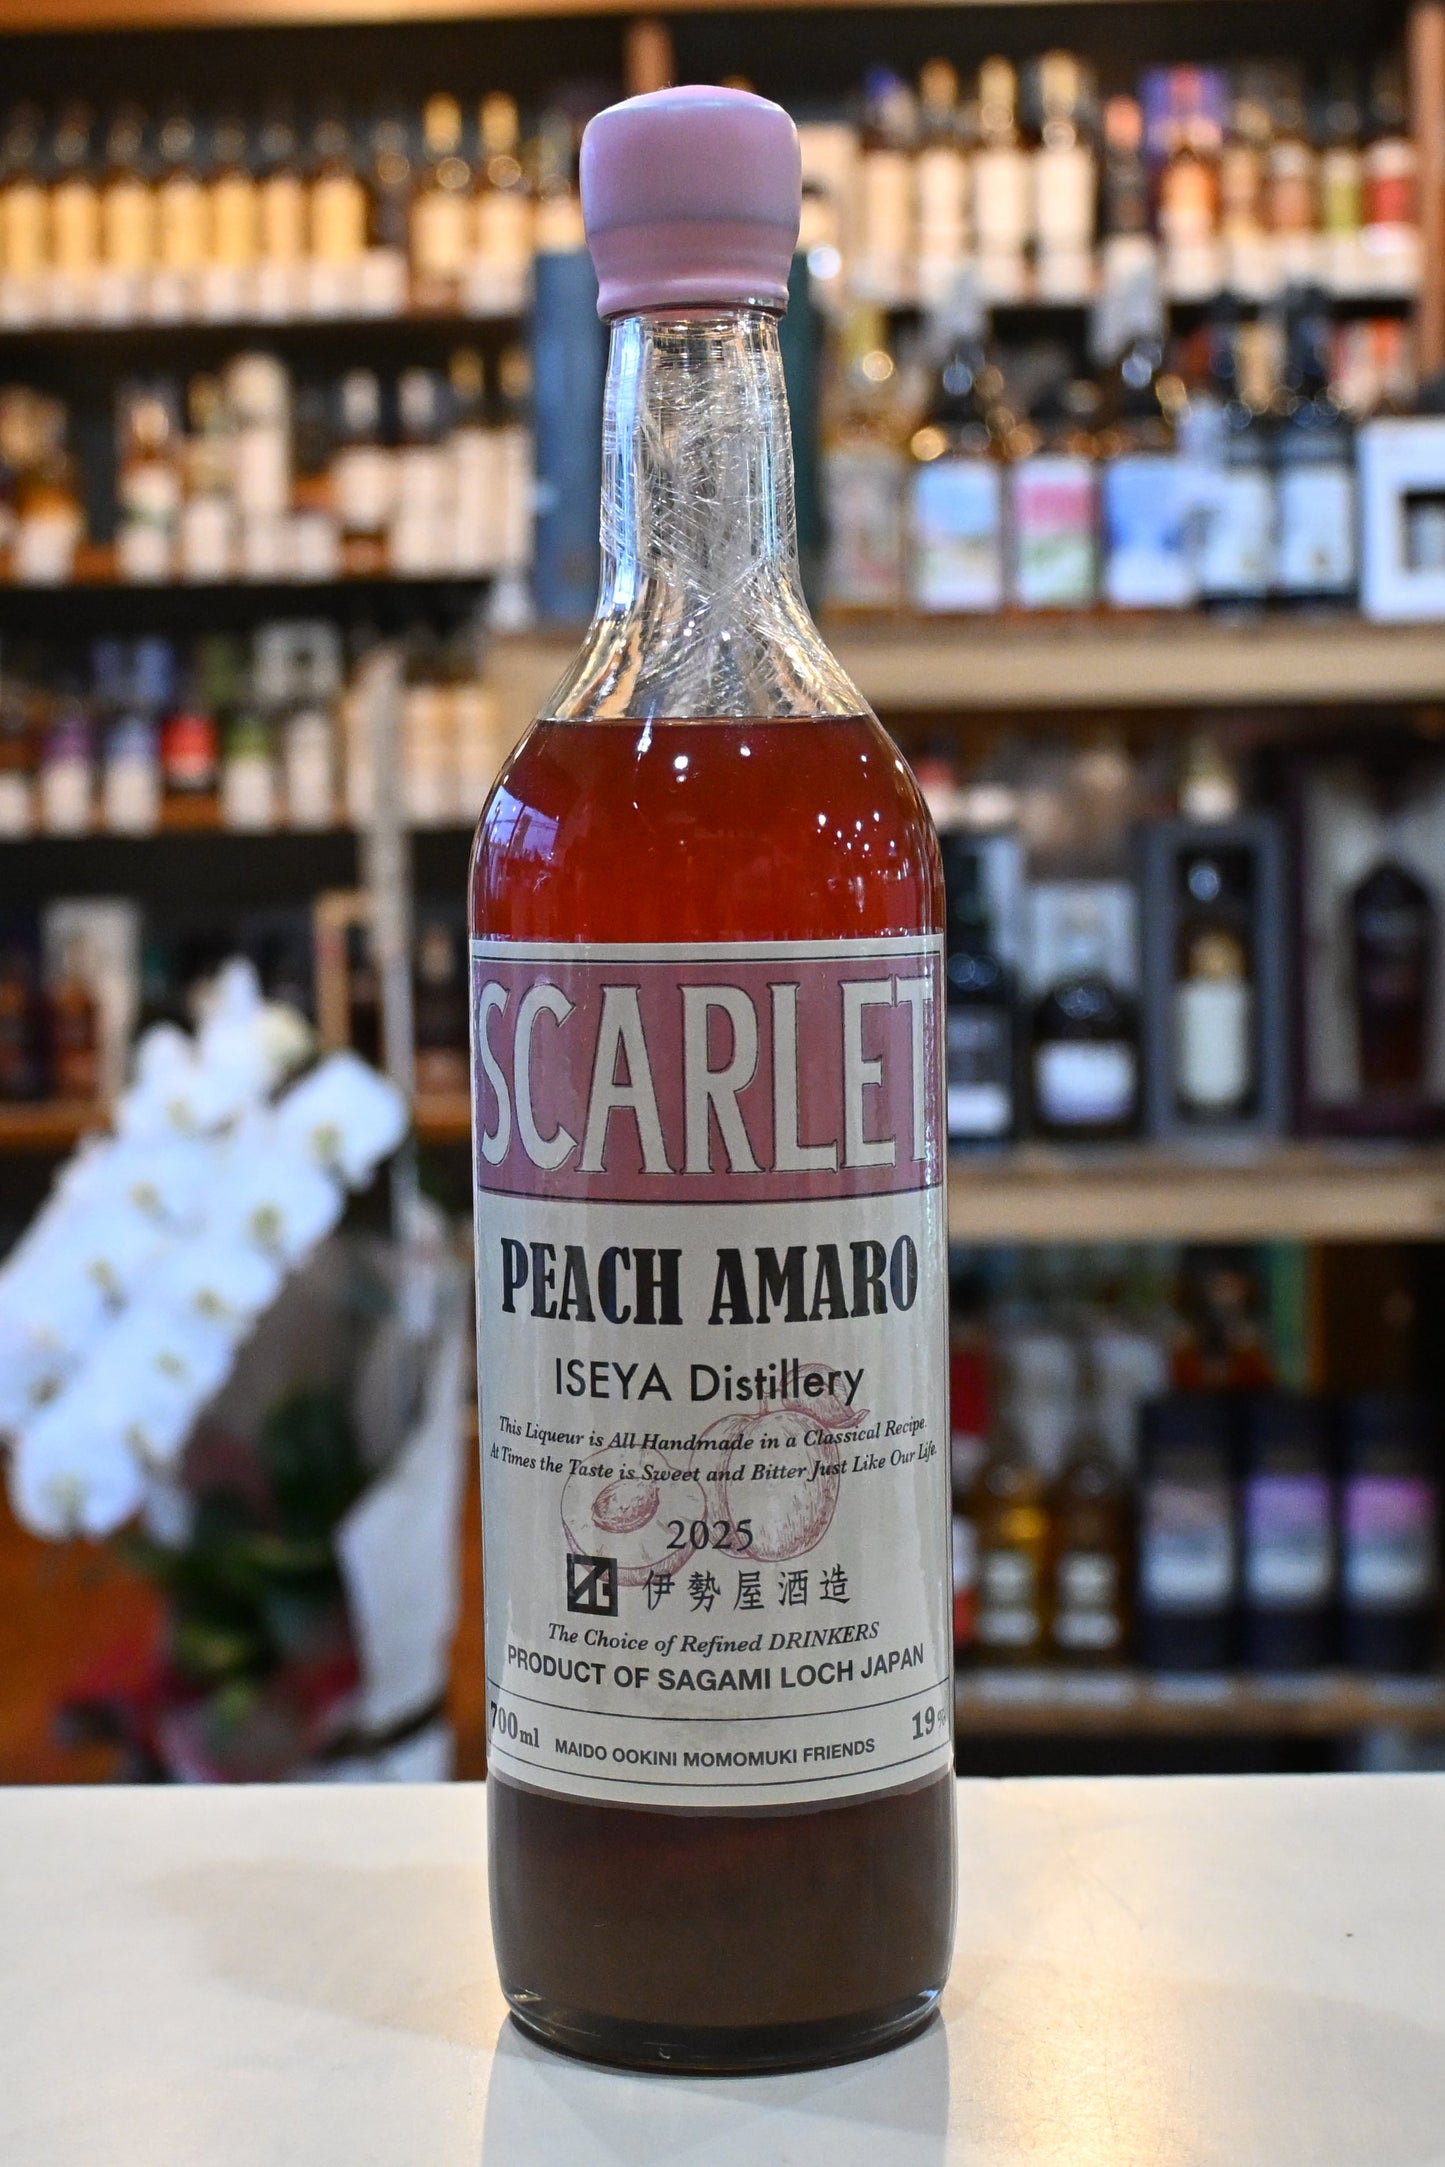 SCARLET
PEACH AMARO
ISEYA Distillery
This Liqueur is All Handmade in a Classical Recipe.
At Times the Taste is Sweet and Bitter Just Like Our Life.
2025
伊勢屋酒造
The Choice of Refined DRINKERS
PRODUCT OF SAGAMI LOCH JAPAN
700ml MAIDO OOKINI MOMOMUKI FRIENDS 19%